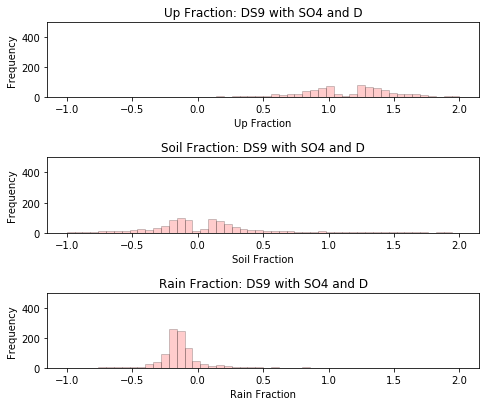 Up Fraction: DS9 with SO4 and D
Frequency
400
200
0
−1.0 −0.5 0.0 0.5 1.0 1.5 2.0
Up Fraction
Soil Fraction: DS9 with SO4 and D
Frequency
400
200
0
−1.0 −0.5 0.0 0.5 1.0 1.5 2.0
Soil Fraction
Rain Fraction: DS9 with SO4 and D
Frequency
400
200
0
−1.0 −0.5 0.0 0.5 1.0 1.5 2.0
Rain Fraction